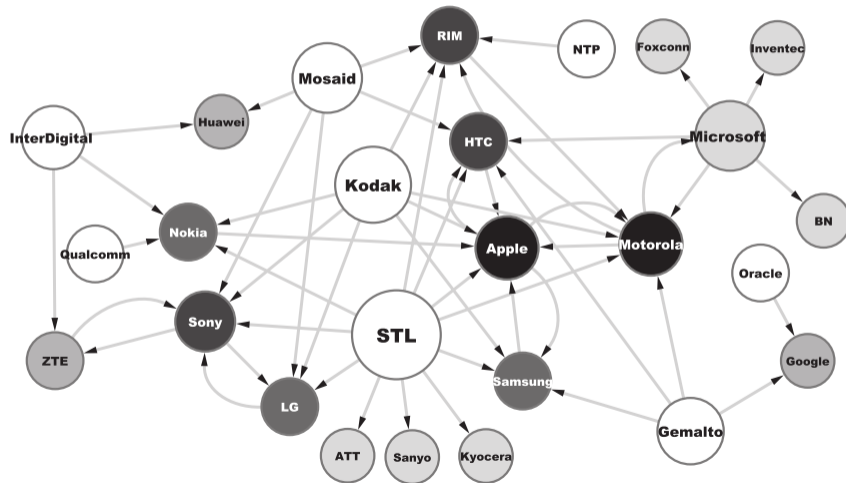 RIM
NTP
Foxconn
Inventec
Mosaid
Huawei
InterDigital
HTC
Microsoft
Kodak
Nokia
BN
Qualcomm
Apple
Motorola
Oracle
Sony
STL
ZTE
Samsung
Google
LG
Gemalto
ATT
Sanyo
Kyocera